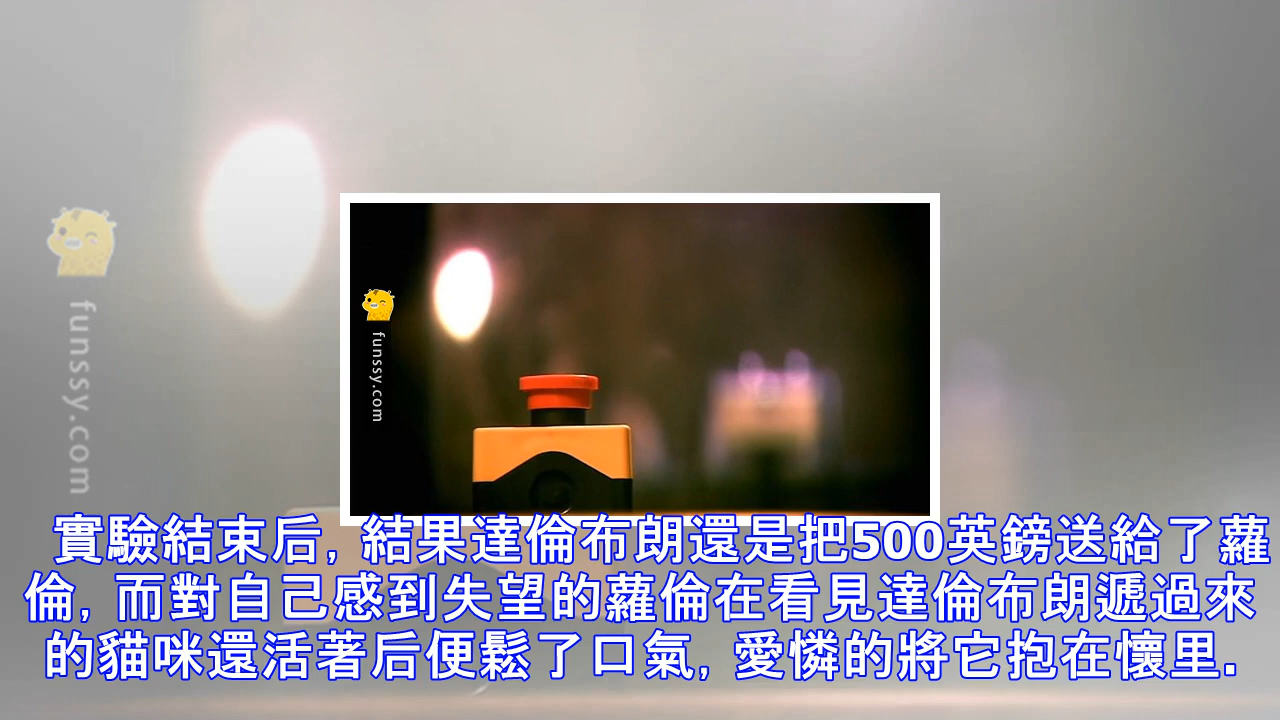 funssy.com
funssy.com
實驗結束后, 結果達倫布朗還是把500英鎊送給了蘿
倫, 而對自己感到失望的蘿倫在看見達倫布朗遞過來
的貓咪還活著后便鬆了口氣, 愛憐的將它抱在懷里.